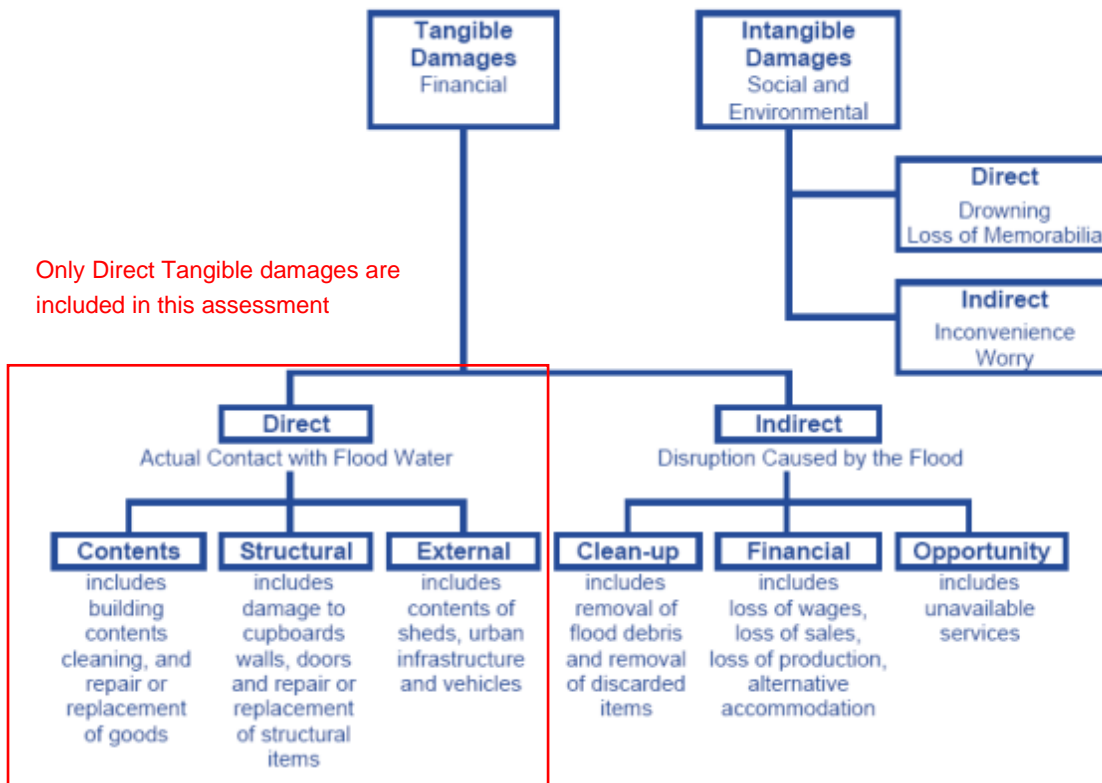 Tangible
Damages
Financial
Intangible
Damages
Social and
Environmental
Direct
Drowning
Loss of Memorabilia
Only Direct Tangible damages are
included in this assessment
Indirect
Inconvenience
Worry
Direct
Actual Contact with Flood Water
Indirect
Disruption Caused by the Flood
Contents
includes
building
contents
cleaning, and
repair or
replacement
of goods
Structural
includes
damage to
cupboards
walls, doors
and repair or
replacement
of structural
items
External
includes
contents of
sheds, urban
infrastructure
and vehicles
Clean-up
includes
removal of
flood debris
and removal
of discarded
items
Financial
includes
loss of wages,
loss of sales,
loss of production,
alternative
accommodation
Opportunity
includes
unavailable
services